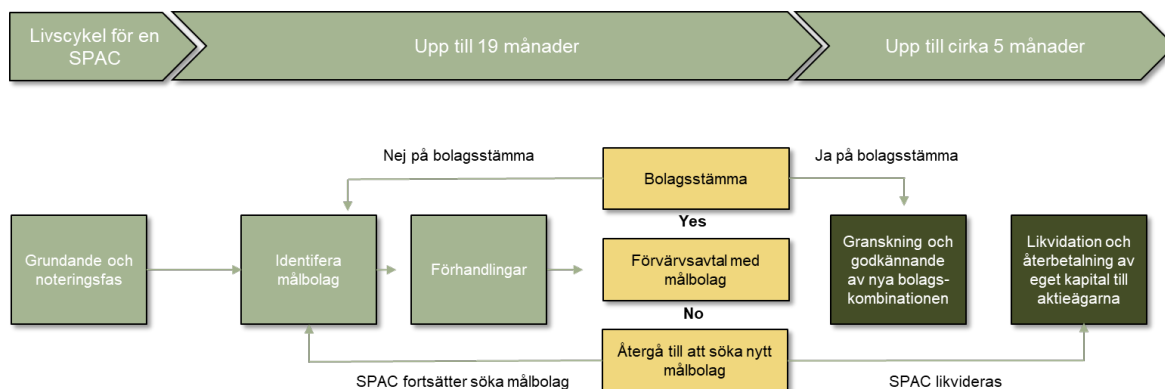 Livscykel för en
SPAC
Upp till 19 månader
Upp till cirka 5 månader
Nej på bolagsstämma
Bolagsstämma
Ja på bolagsstämma
Yes
Grundande och
noteringsfas
Identifera
målbolag
Förhandlingar
Förvärvsavtal med
målbolag
Granskning och
godkännande
av nya bolags-
kombinationen
Likvidation och
återbetalning av
eget kapital till
aktieägarna
No
Återgå till att söka nytt
målbolag
SPAC fortsätter söka målbolag
SPAC likvideras